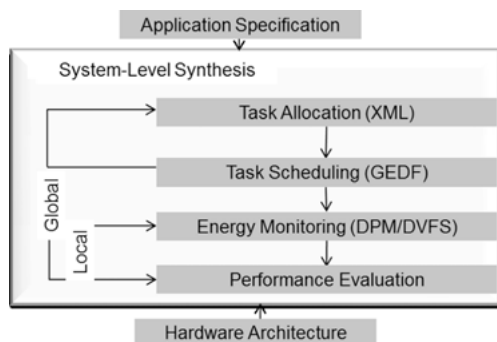 Application Specification
System-Level Synthesis
Task Allocation (XML)
Task Scheduling (GEDF)
Energy Monitoring (DPM/DVFS)
Performance Evaluation
Global
Local
Hardware Architecture